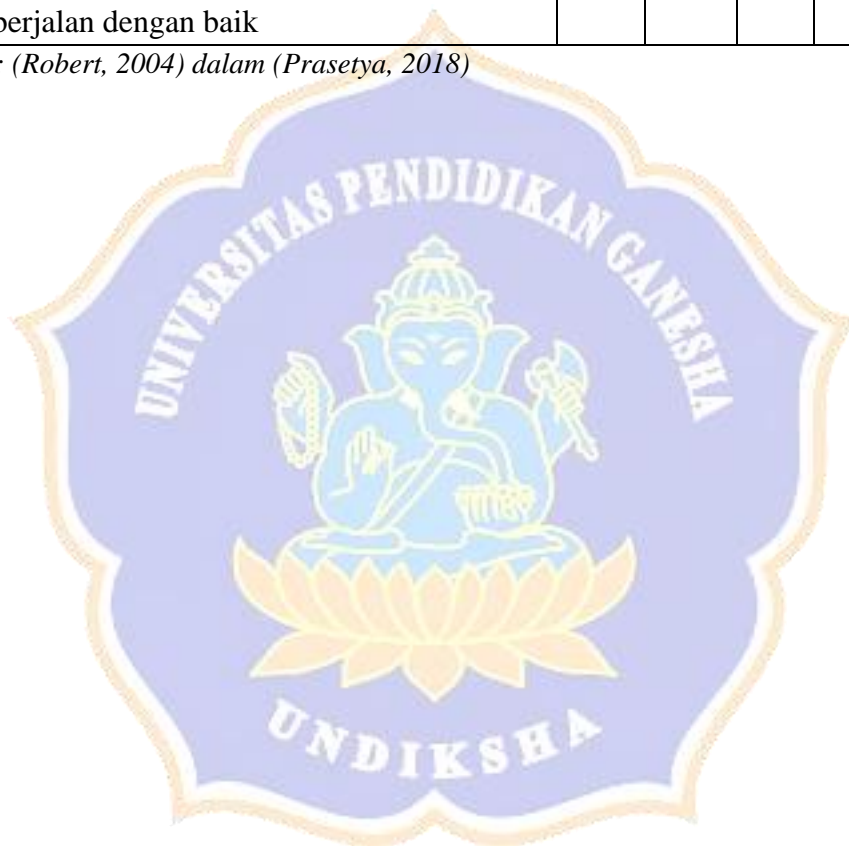 berjalan dengan baik
: (Robert, 2004) dalam (Prasetya, 2018)
UNIVERSITAS PENDIDIKAN GANESHA
UNDIKSHA